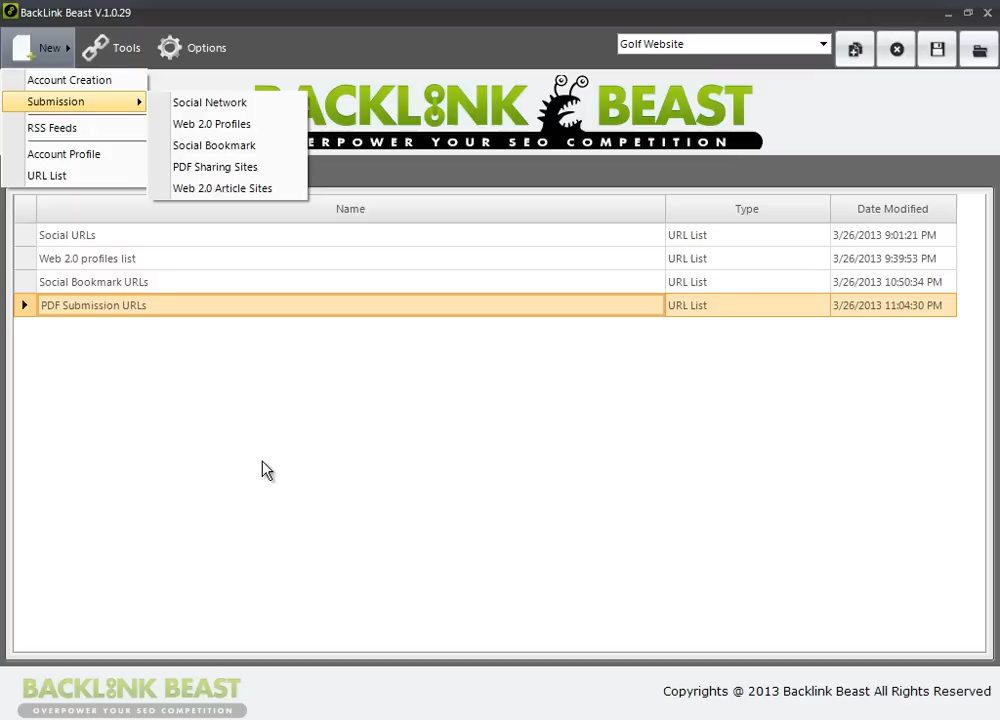 BackLink Beast V.1.0.29
New
Tools
Options
Golf Website
Account Creation
Submission
RSS Feeds
Account Profile
URL List
Social Network
Web 2.0 Profiles
Social Bookmark
PDF Sharing Sites
Web 2.0 Article Sites
ACKLINK BEAST
ERPOWER YOUR SEO COMPETITION
Name Type Date Modified
Social URLs URL List 3/26/2013 9:01:21 PM
Web 2.0 profiles list URL List 3/26/2013 9:39:53 PM
Social Bookmark URLs URL List 3/26/2013 10:50:34 PM
PDF Submission URLs URL List 3/26/2013 11:04:30 PM
BACKLINK BEAST
OVERPOWER YOUR SEO COMPETITION
Copyrights @ 2013 Backlink Beast All Rights Reserved